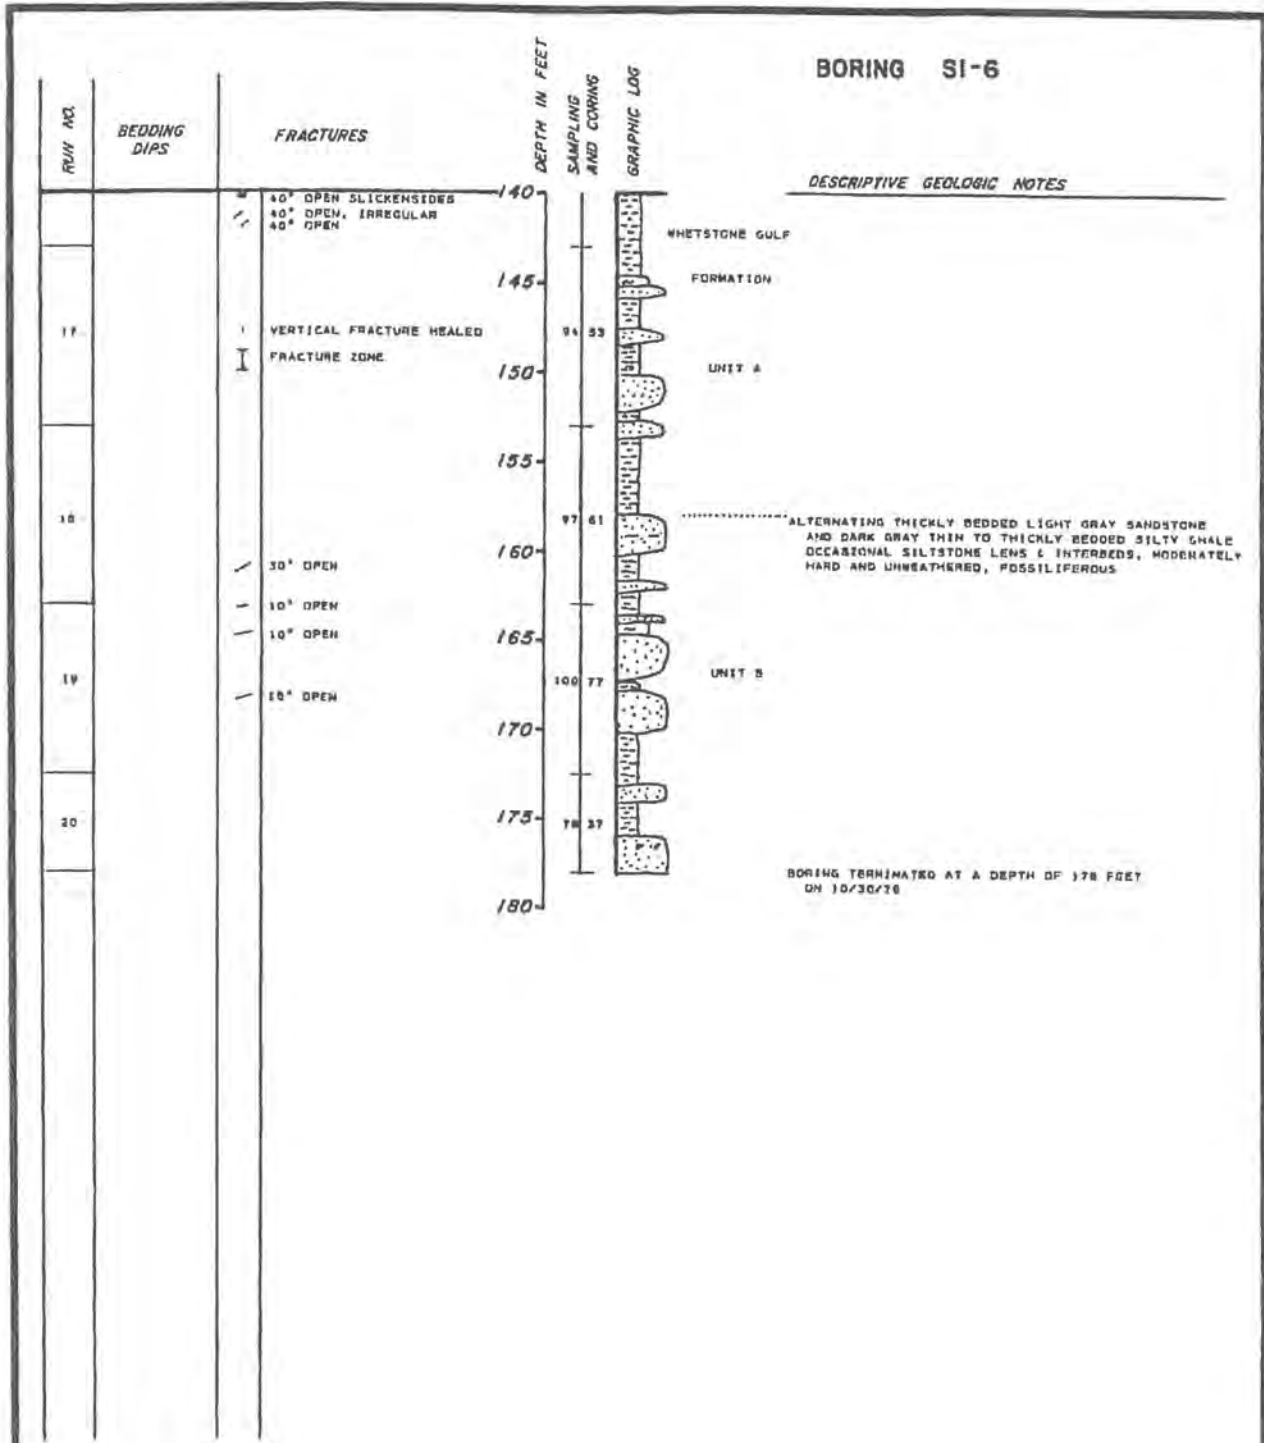 BORING SI-6
RUN NO.
BEDDING
DIPS
FRACTURES
DEPTH IN FEET
SAMPLING
AND CORING
GRAPHIC LOG
DESCRIPTIVE GEOLOGIC NOTES
140
40° OPEN SLICKENSIDES
40° OPEN, IRREGULAR
40° OPEN
WHETSTONE GULF
145
FORMATION
17
VERTICAL FRACTURE HEALED
94 53
FRACTURE ZONE
150
UNIT A
155
18
97 61
ALTERNATING THICKLY BEDDED LIGHT GRAY SANDSTONE
AND DARK GRAY THIN TO THICKLY BEDDED SILTY SHALE
OCCASIONAL SILTSTONE LENS & INTERBEDS, MODERATELY
HARD AND UNWEATHERED, FOSSILIFEROUS
160
30° OPEN
10° OPEN
10° OPEN
165
19
100 77
UNIT B
10° OPEN
170
175
20
78 37
BORING TERMINATED AT A DEPTH OF 178 FEET
ON 10/30/78
180